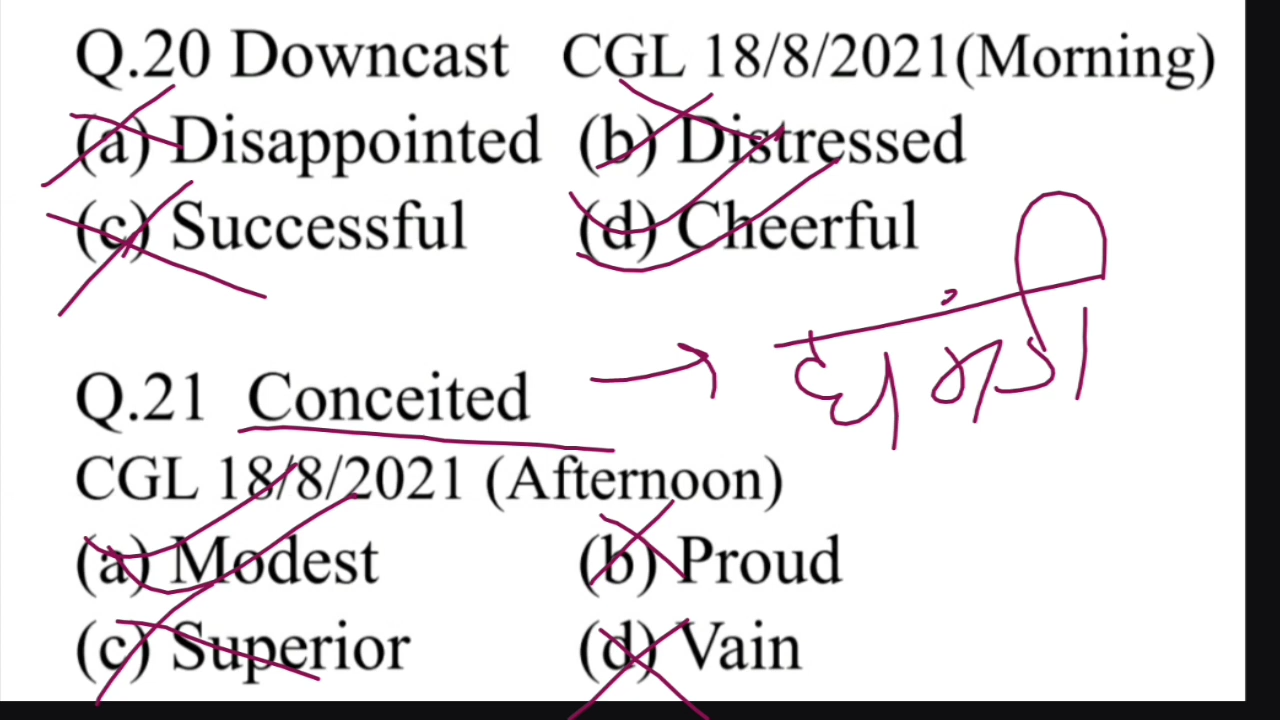 Q.20 Downcast CGL 18/8/2021(Morning)
(a) Disappointed (b) Distressed
(c) Successful (d) Cheerful
Q.21 Conceited → घमंडी
CGL 18/8/2021 (Afternoon)
(a) Modest (b) Proud
(c) Superior (d) Vain